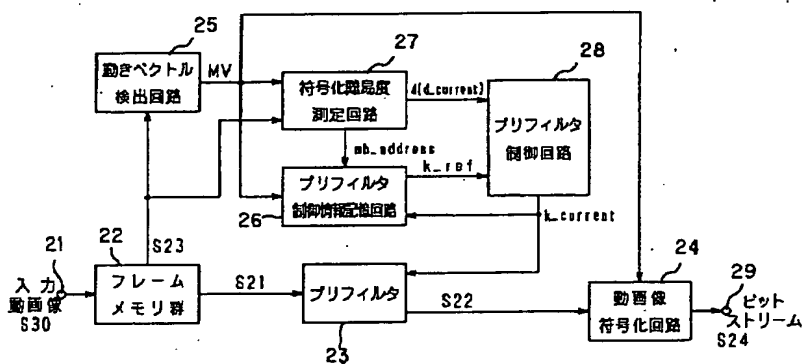 25
動きベクトル
検出回路
MV
27
符号化難易度
測定回路
d(d_current)
28
プリフィルタ
制御回路
mb_address
k_ref
プリフィルタ
制御情報記憶回路
26
k_current
S23
21
入力
動画像
S30
22
フレーム
メモリ群
S21
プリフィルタ
23
S22
24
動画像
符号化回路
29
ビット
ストリーム
S24